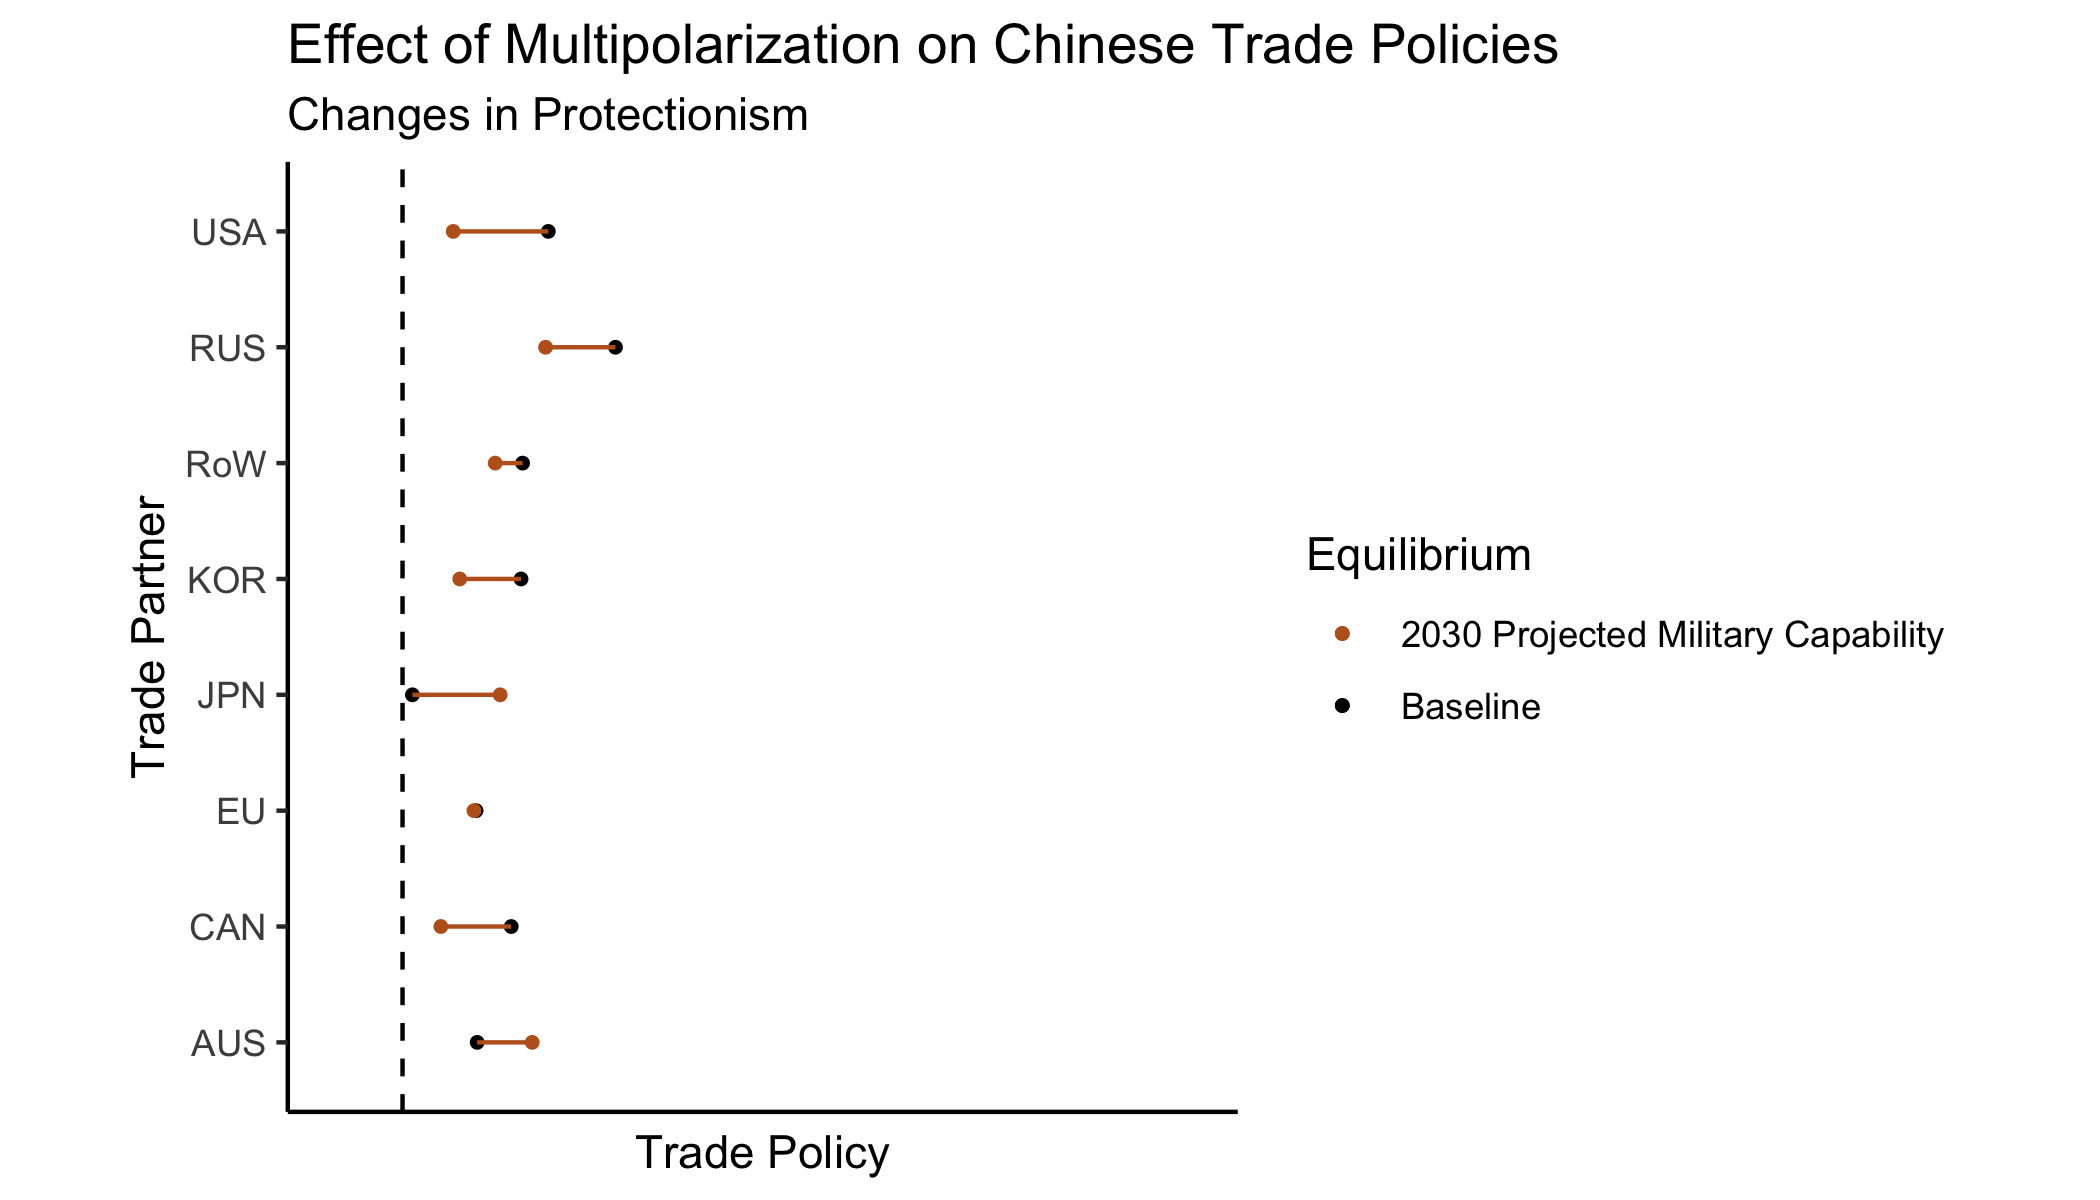 Effect of Multipolarization on Chinese Trade Policies
Changes in Protectionism
Trade Partner
USA
RUS
RoW
KOR
JPN
EU
CAN
AUS
Trade Policy
Equilibrium
2030 Projected Military Capability
Baseline